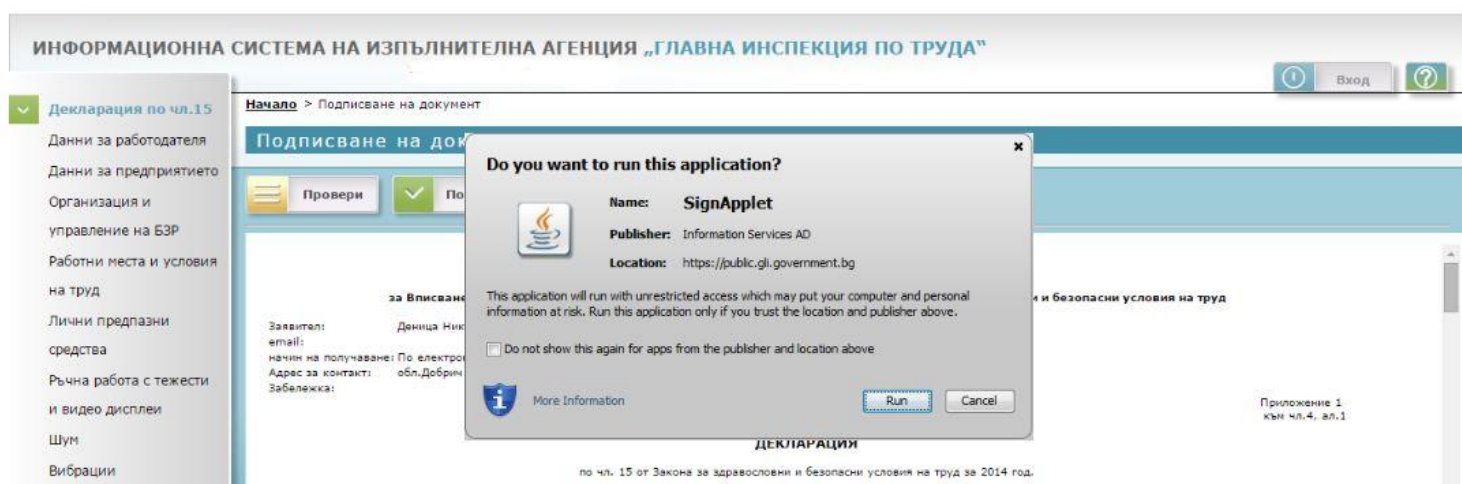 ИНФОРМАЦИОННА СИСТЕМА НА ИЗПЪЛНИТЕЛНА АГЕНЦИЯ „ГЛАВНА ИНСПЕКЦИЯ ПО ТРУДА“
Вход
Декларация по чл.15
Данни за работодателя
Данни за предприятието
Организация и
управление на БЗР
Работни места и условия
на труд
Лични предпазни
средства
Ръчна работа с тежести
и видео дисплеи
Шум
Вибрации
Начало > Подписване на документ
Подписване на док
Провери
По
Do you want to run this application?
Name: SignApplet
Publisher: Information Services AD
Location: https://public.gli.government.bg
This application will run with unrestricted access which may put your computer and personal
information at risk. Run this application only if you trust the location and publisher above.
Do not show this again for apps from the publisher and location above
More Information
Run
Cancel
за Вписване
и безопасни условия на труд
Заявител: Деница Ник
email:
начин на получаване: По електро
Адрес за контакт: обл.Добрич
Забележка:
Приложение 1
към чл.4, ал.1
ДЕКЛАРАЦИЯ
по чл. 15 от Закона за здравословни и безопасни условия на труд за 2014 год.